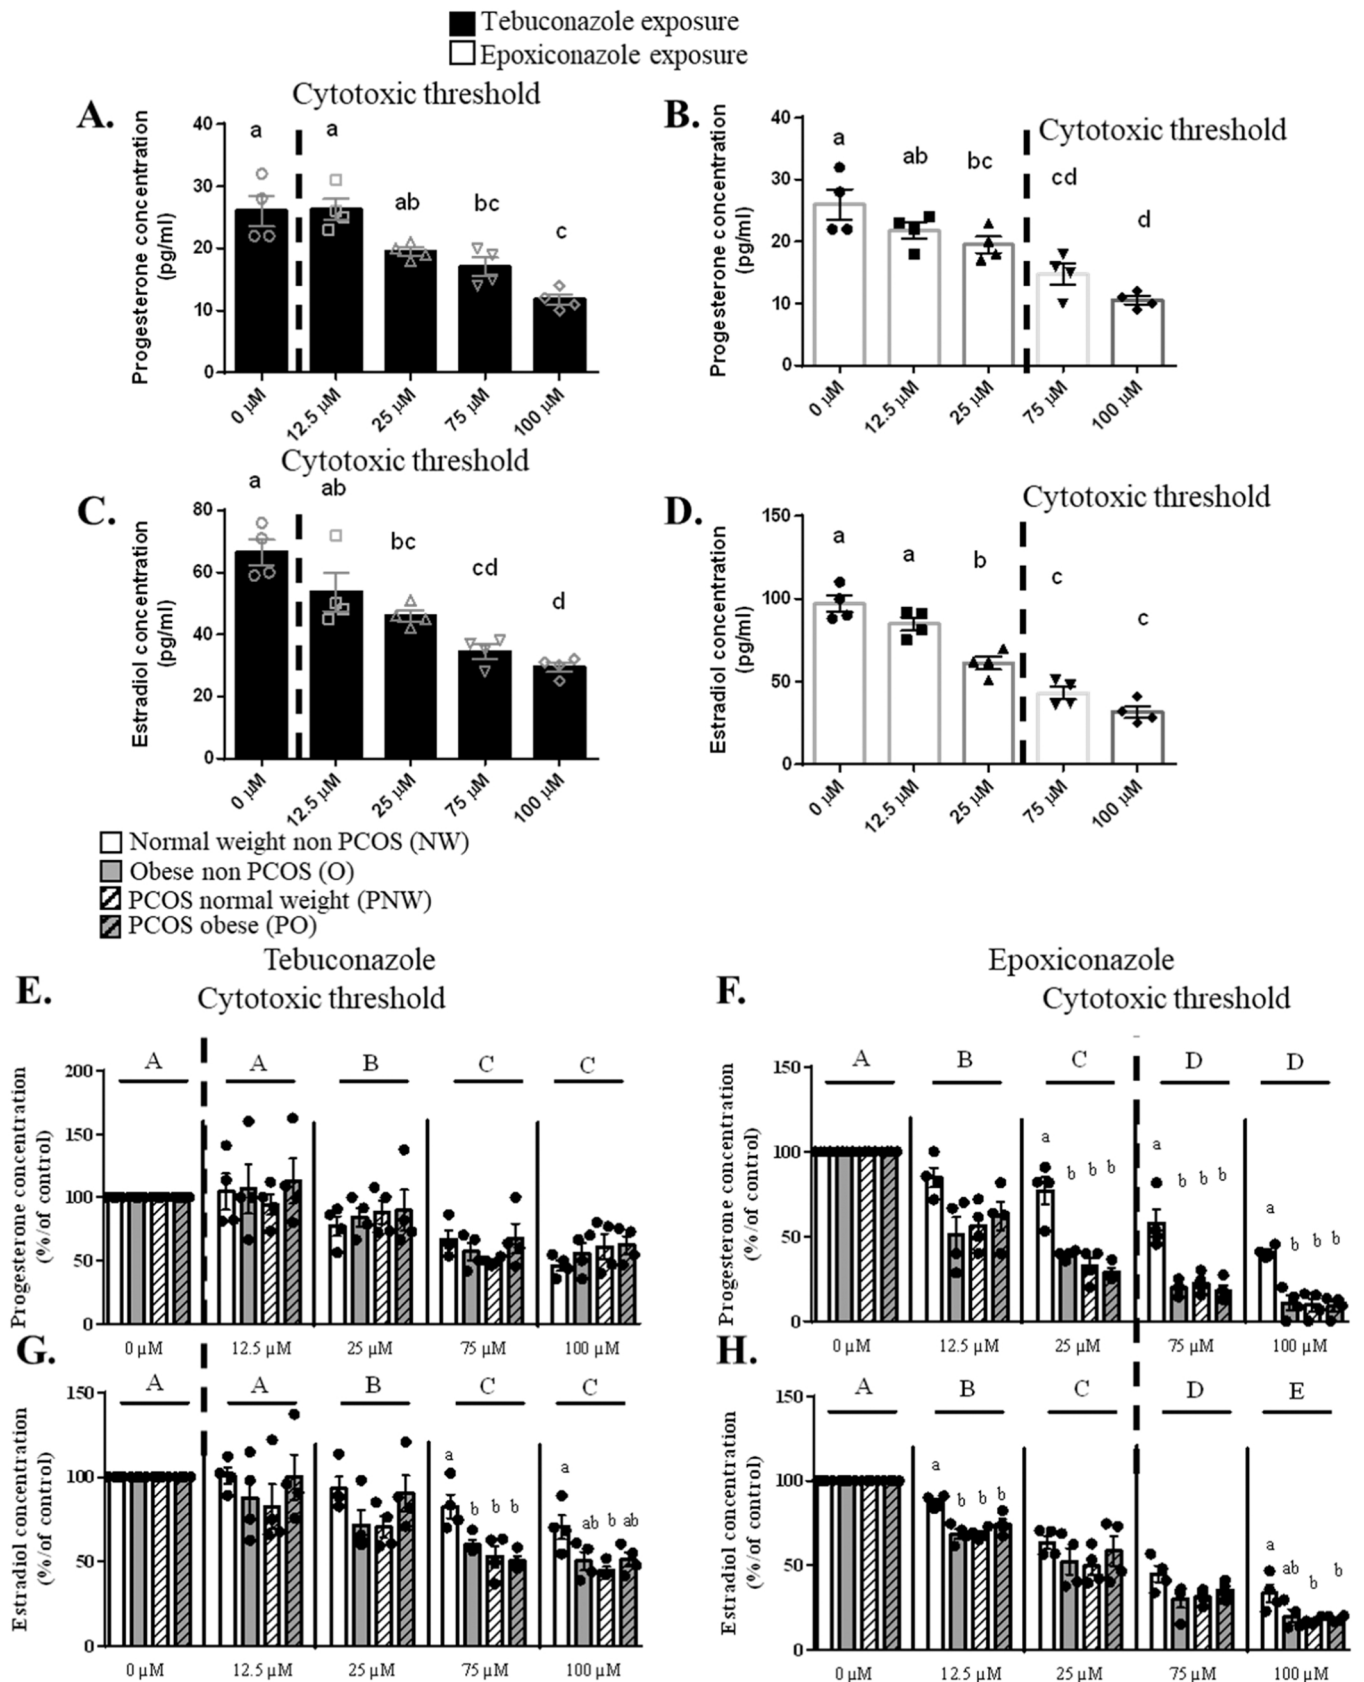 Tebuconazole exposure
Epoxiconazole exposure
Cytotoxic threshold
A.
Progesterone concentration
(pg/ml)
40
30
20
10
0
a
a
ab
bc
c
0 µM
12.5 µM
25 µM
75 µM
100 µM
B.
Cytotoxic threshold
Progesterone concentration
(pg/ml)
40
30
20
10
0
a
ab
bc
cd
d
0 µM
12.5 µM
25 µM
75 µM
100 µM
Cytotoxic threshold
C.
Estradiol concentration
(pg/ml)
80
60
40
20
0
a
ab
bc
cd
d
0 µM
12.5 µM
25 µM
75 µM
100 µM
Cytotoxic threshold
D.
Estradiol concentration
(pg/ml)
150
100
50
0
a
a
b
c
c
0 µM
12.5 µM
25 µM
75 µM
100 µM
Normal weight non PCOS (NW)
Obese non PCOS (O)
PCOS normal weight (PNW)
PCOS obese (PO)
Tebuconazole
E.
Cytotoxic threshold
Progesterone concentration
(%/of control)
200
150
100
50
0
A
A
B
C
C
0 µM
12.5 µM
25 µM
75 µM
100 µM
Epoxiconazole
F.
Cytotoxic threshold
Progesterone concentration
(%/of control)
150
100
50
0
A
B
C
D
D
a
b b b
a
b b b
a
b b b
0 µM
12.5 µM
25 µM
75 µM
100 µM
G.
Estradiol concentration
(%/of control)
150
100
50
0
A
A
B
C
C
a
b b b
a
ab b ab
0 µM
12.5 µM
25 µM
75 µM
100 µM
H.
Estradiol concentration
(%/of control)
150
100
50
0
A
B
C
D
E
a
b b b
a
ab
b
b
0 µM
12.5 µM
25 µM
75 µM
100 µM